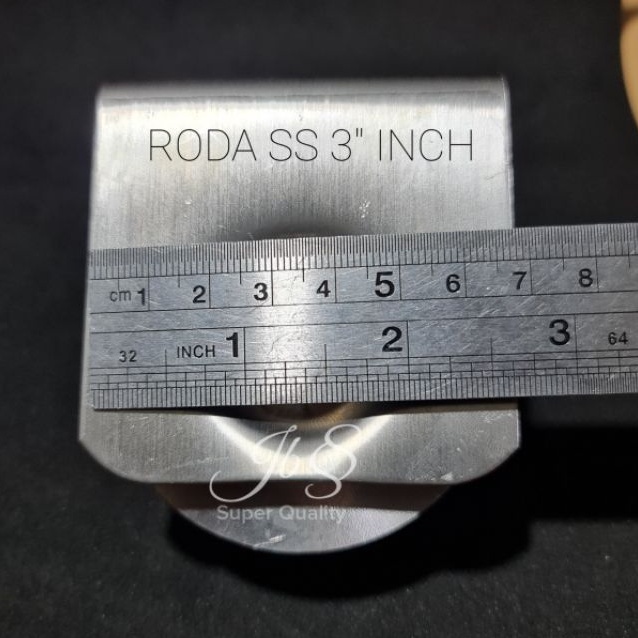 RODA SS 3" INCH
cm 1 2 3 4 5 6 7 8
32 INCH 1 2 3 64
Super Quality